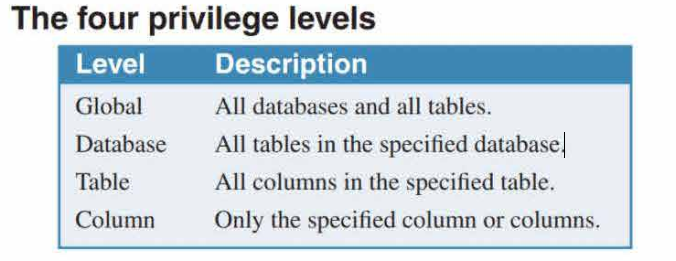 The four privilege levels
Level Description
Global All databases and all tables.
Database All tables in the specified database.
Table All columns in the specified table.
Column Only the specified column or columns.